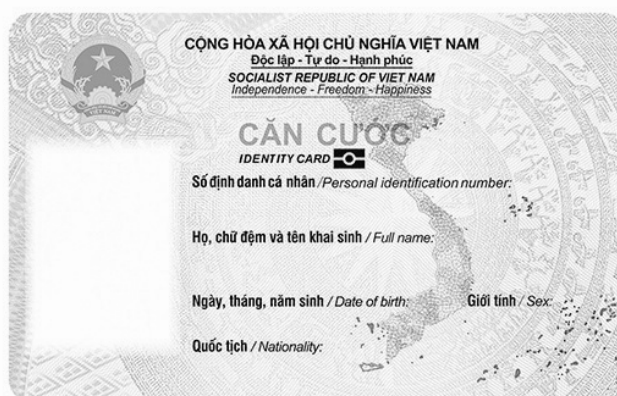 CỘNG HÒA XÃ HỘI CHỦ NGHĨA VIỆT NAM
Độc lập - Tự do - Hạnh phúc
SOCIALIST REPUBLIC OF VIET NAM
Independence - Freedom - Happiness
CĂN CƯỚC
IDENTITY CARD
Số định danh cá nhân / Personal identification number:
Họ, chữ đệm và tên khai sinh / Full name:
Ngày, tháng, năm sinh / Date of birth: Giới tính / Sex:
Quốc tịch / Nationality: